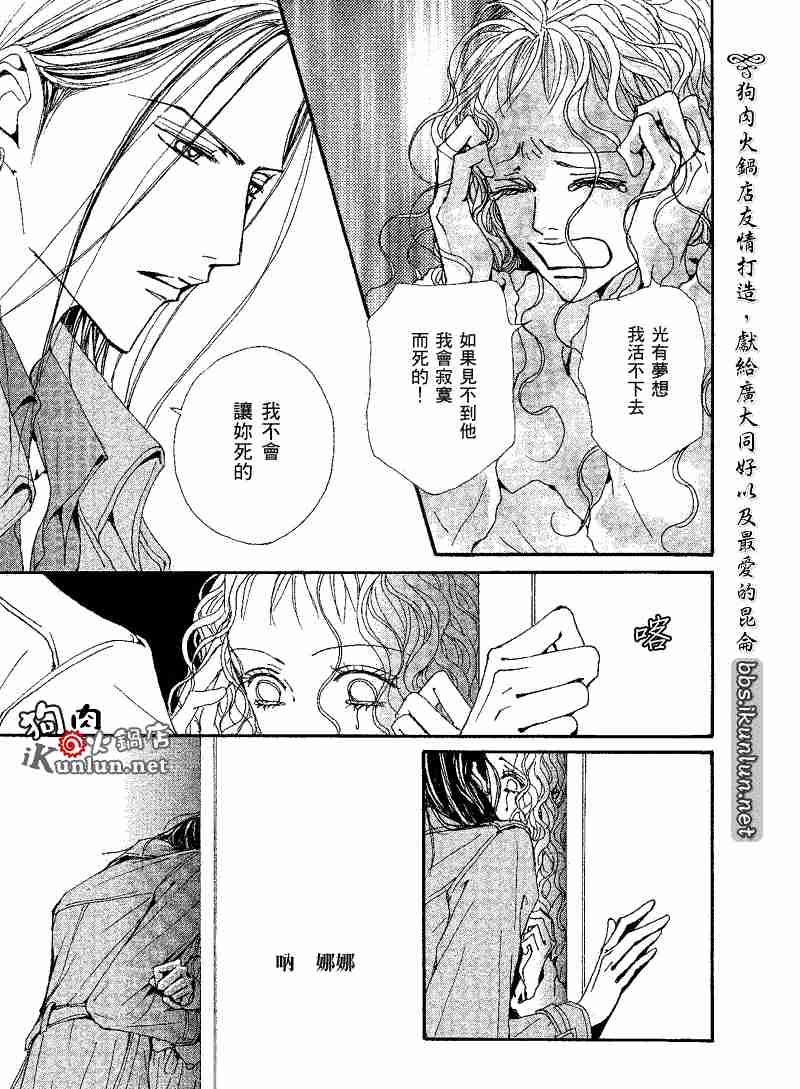 光有夢想
我活不下去
如果見不到他
我會寂寞
而死的！
我不會
讓妳死的
喀
吶 娜娜
狗肉火鍋店友情打造，獻給廣大同好以及最愛的昆侖
bbs.ikunlun.net
狗肉
火鍋店
iKunlun.net